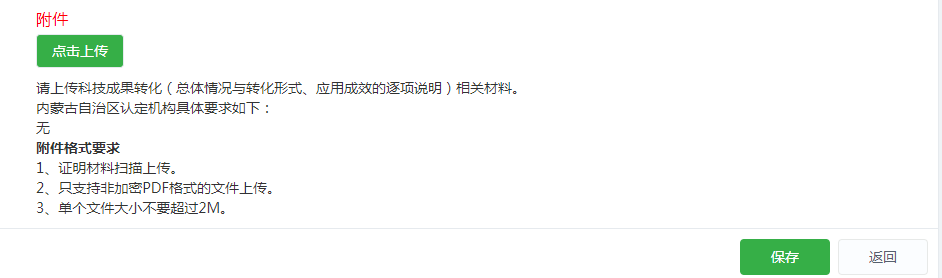 附件
点击上传
请上传科技成果转化（总体情况与转化形式、应用成效的逐项说明）相关材料。
内蒙古自治区认定机构具体要求如下：
无
附件格式要求
1、证明材料扫描上传。
2、只支持非加密PDF格式的文件上传。
3、单个文件大小不要超过2M。
保存
返回